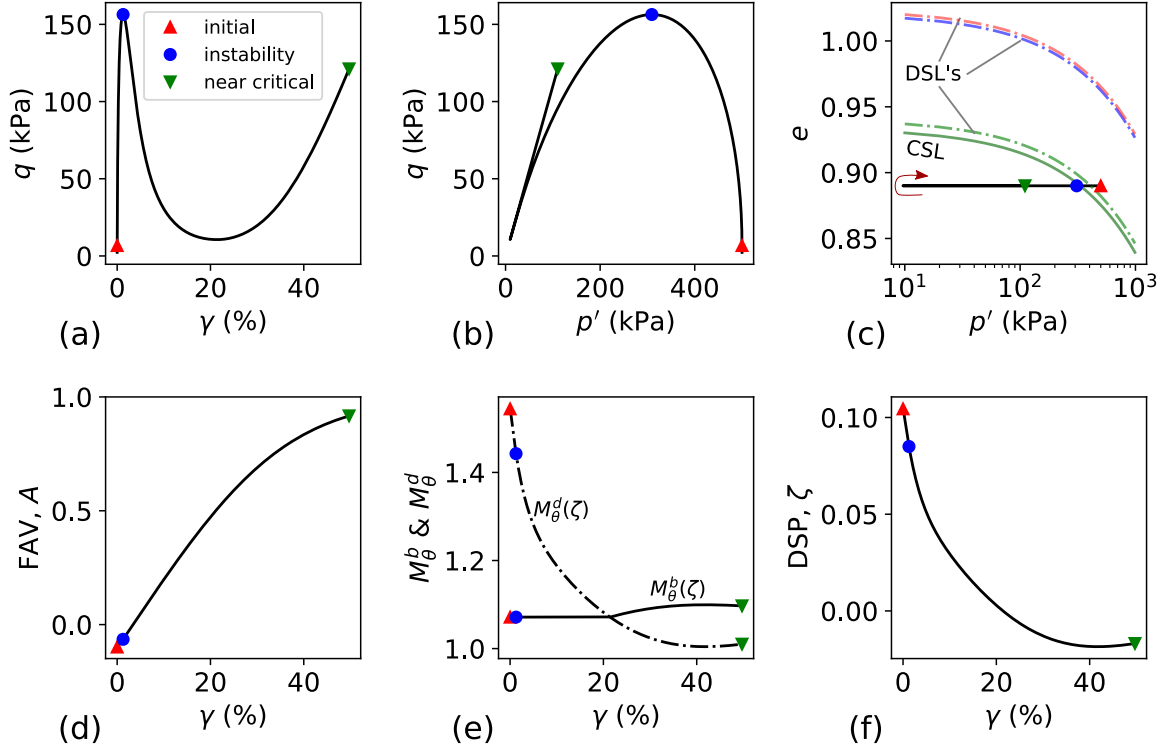 150
100
50
0
q (kPa)
0
20
40
γ (%)
(a)
initial
instability
near critical
150
100
50
0
q (kPa)
0
200
400
p′ (kPa)
(b)
1.00
0.95
0.90
0.85
e
DSL's
CSL
10¹
10²
10³
p′ (kPa)
(c)
1.0
0.5
0.0
FAV, A
0
20
40
γ (%)
(d)
1.4
1.2
1.0
M_θ^b & M_θ^d
M_θ^d(ζ)
M_θ^b(ζ)
0
20
40
γ (%)
(e)
0.10
0.05
0.00
DSP, ζ
0
20
40
γ (%)
(f)